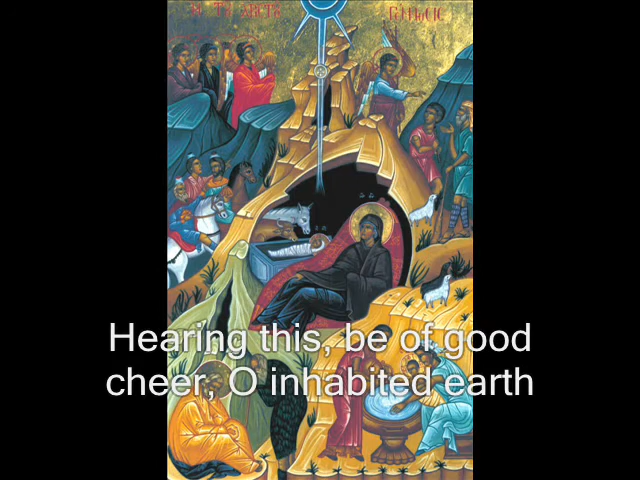 Hearing this, be of good
cheer, O inhabited earth